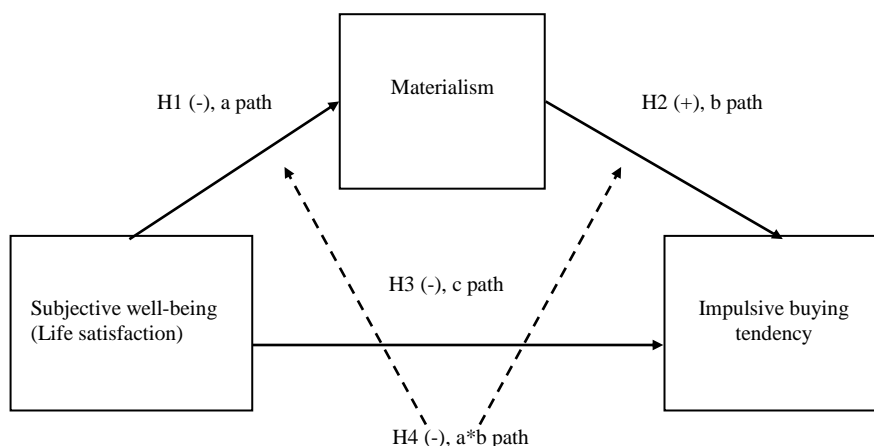 Materialism
H1 (-), a path
H2 (+), b path
H3 (-), c path
Subjective well-being
(Life satisfaction)
Impulsive buying
tendency
H4 (-), a*b path